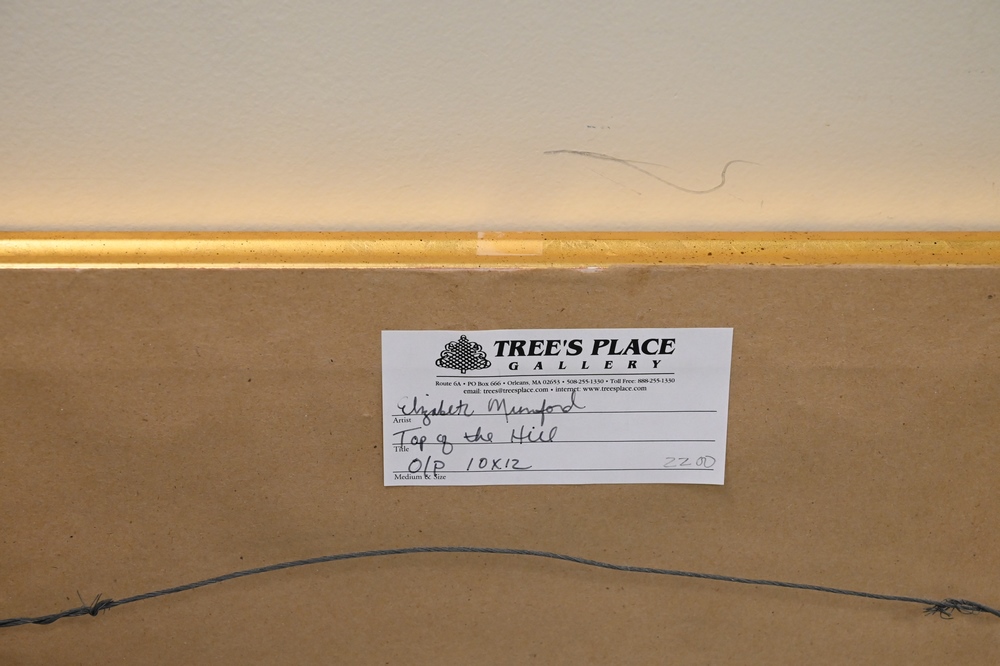 TREE'S PLACE
GALLERY
Route 6A • PO Box 666 • Orleans, MA 02653 • 508-255-1330 • Toll Free: 888-255-1330
email: trees@treesplace.com • internet: www.treesplace.com
Elizabeth Mumford
Artist
Top of the Hill
Title
O/P 10X12 2200
Medium & Size